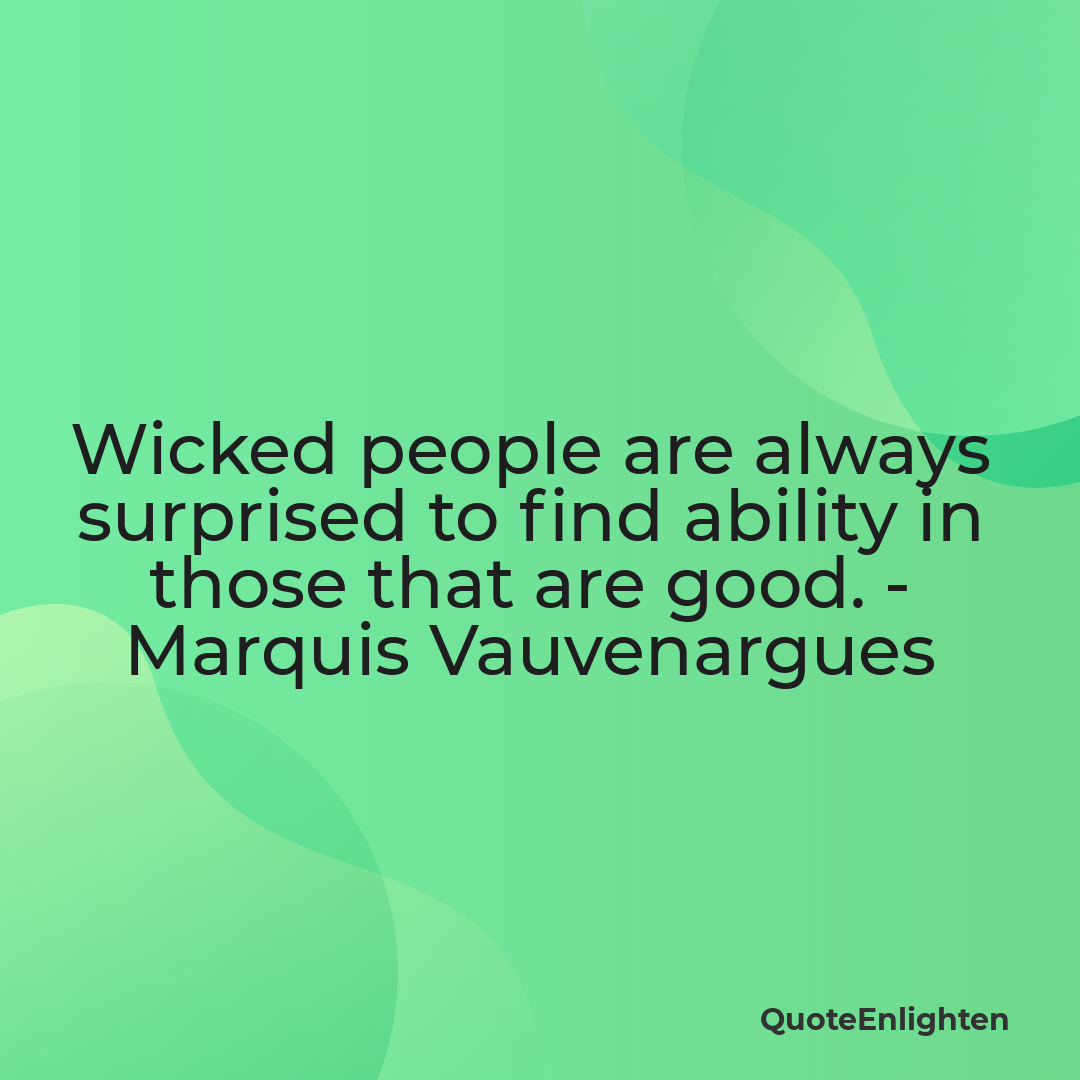 Wicked people are always
surprised to find ability in
those that are good. -
Marquis Vauvenargues
QuoteEnlighten